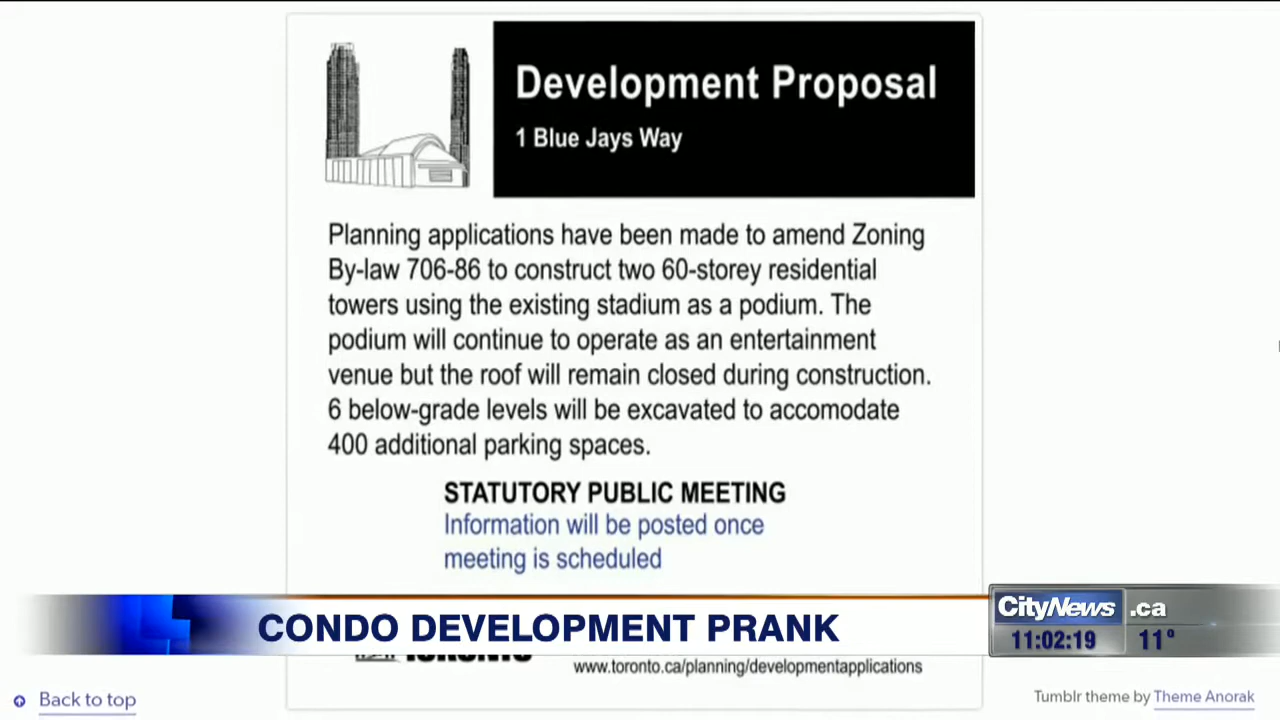 Development Proposal
1 Blue Jays Way
Planning applications have been made to amend Zoning
By-law 706-86 to construct two 60-storey residential
towers using the existing stadium as a podium. The
podium will continue to operate as an entertainment
venue but the roof will remain closed during construction.
6 below-grade levels will be excavated to accomodate
400 additional parking spaces.
STATUTORY PUBLIC MEETING
Information will be posted once
meeting is scheduled
CONDO DEVELOPMENT PRANK
CityNews.ca
11:02:19 11°
TORONTO
www.toronto.ca/planning/developmentapplications
Back to top
Tumblr theme by Theme Anorak